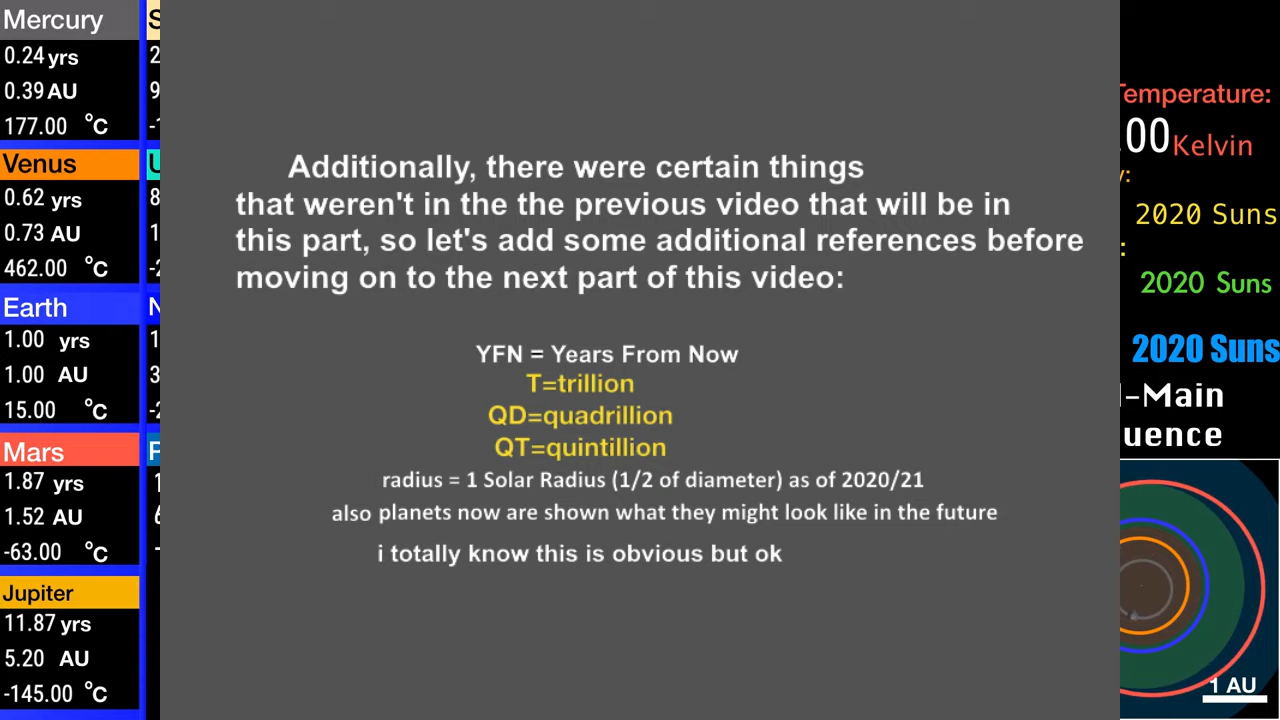 Mercury
0.24 yrs
0.39 AU
177.00 °C
Venus
0.62 yrs
0.73 AU
462.00 °C
Earth
1.00 yrs
1.00 AU
15.00 °C
Mars
1.87 yrs
1.52 AU
-63.00 °C
Jupiter
11.87 yrs
5.20 AU
-145.00 °C
Additionally, there were certain things
that weren't in the the previous video that will be in
this part, so let's add some additional references before
moving on to the next part of this video:
YFN = Years From Now
T=trillion
QD=quadrillion
QT=quintillion
radius = 1 Solar Radius (1/2 of diameter) as of 2020/21
also planets now are shown what they might look like in the future
i totally know this is obvious but ok
Temperature:
00 Kelvin
2020 Suns
2020 Suns
2020 Suns
-Main
uence
1 AU